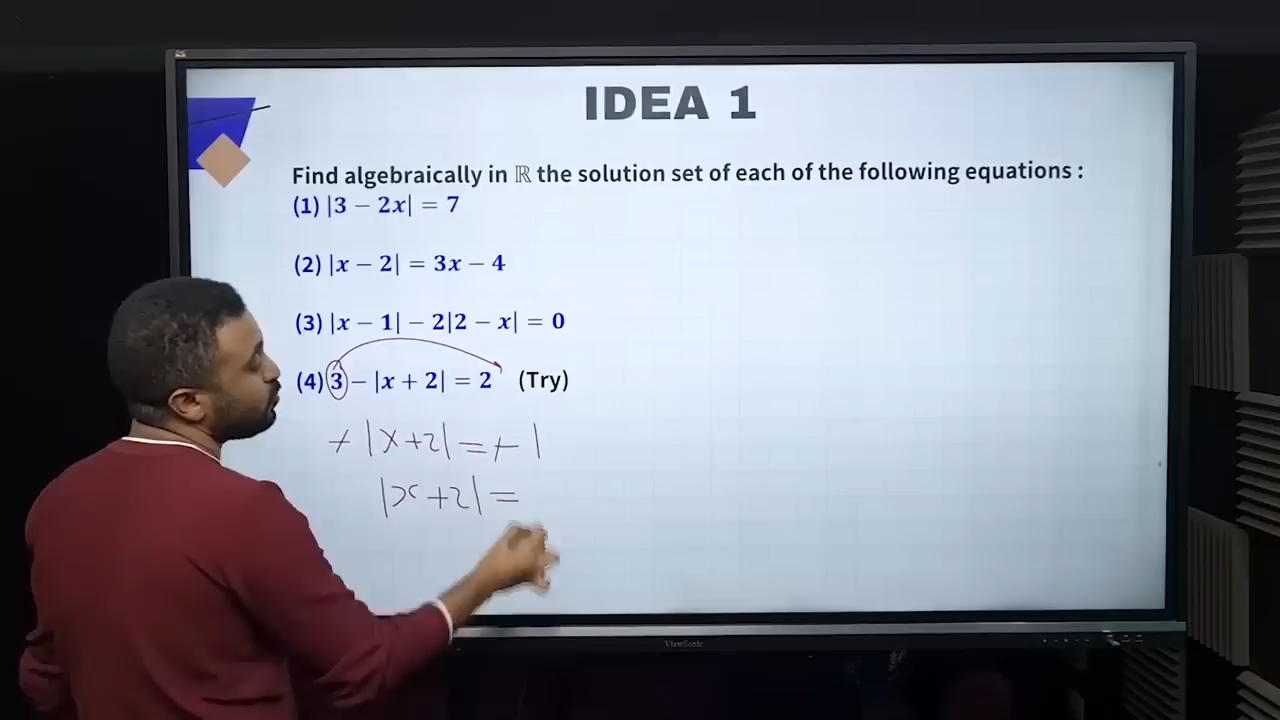 IDEA 1
Find algebraically in ℝ the solution set of each of the following equations :
(1) |3 − 2x| = 7
(2) |x − 2| = 3x − 4
(3) |x − 1| − 2|2 − x| = 0
(4) 3 − |x + 2| = 2 (Try)
+ |x+2| = + 1
|x+2| =
ViewSonic